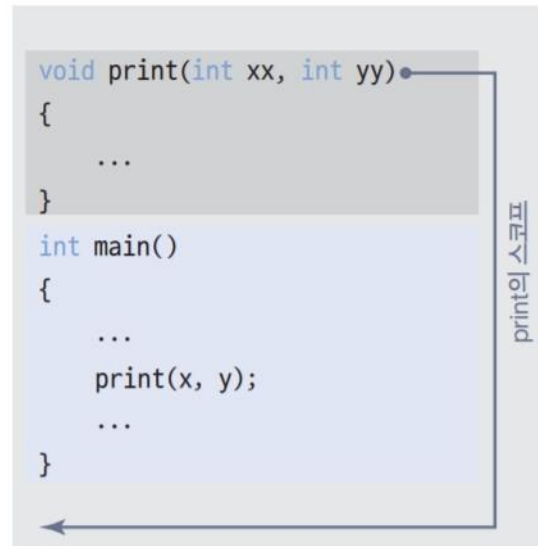 void print(int xx, int yy)
{
...
}
int main()
{
...
print(x, y);
...
}
print의 스코프